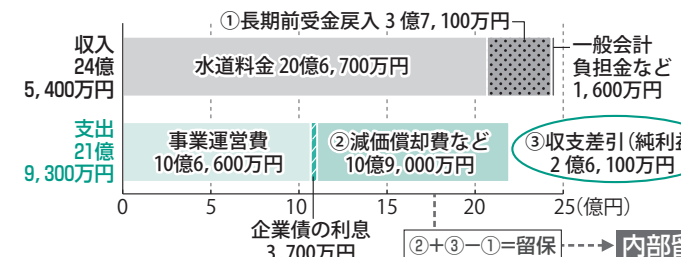 ①長期前受金戻入 3 億7,100万円
収入
24億
5,400万円
水道料金 20億6,700万円
一般会計
負担金など
1,600万円
支出
21億
9,300万円
事業運営費
10億6,600万円
②減価償却費など
10億9,000万円
③収支差引(純利益
2 億6,100万円
0 5 10 15 20 25(億円)
企業債の利息
3,700万円
②+③−①=留保
内部留